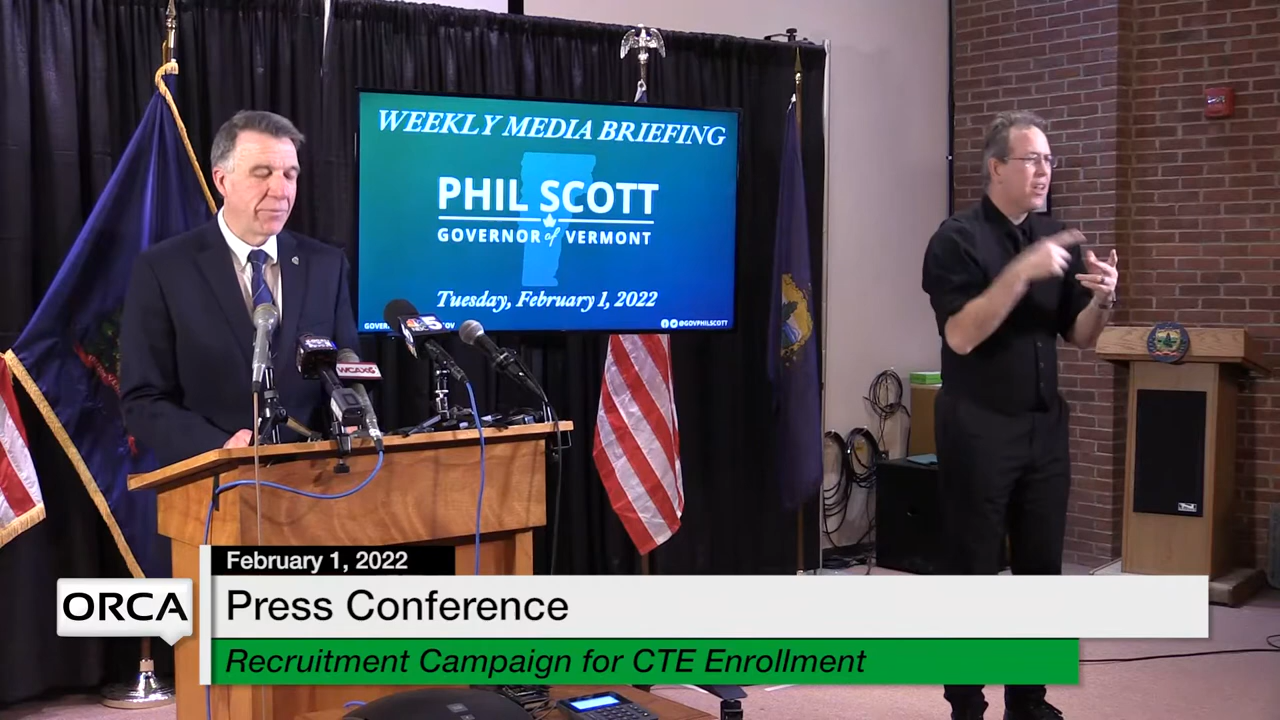 WEEKLY MEDIA BRIEFING
PHIL SCOTT
GOVERNOR of VERMONT
Tuesday, February 1, 2022
@GOVPHILSCOTT
5
WCAX
February 1, 2022
ORCA
Press Conference
Recruitment Campaign for CTE Enrollment